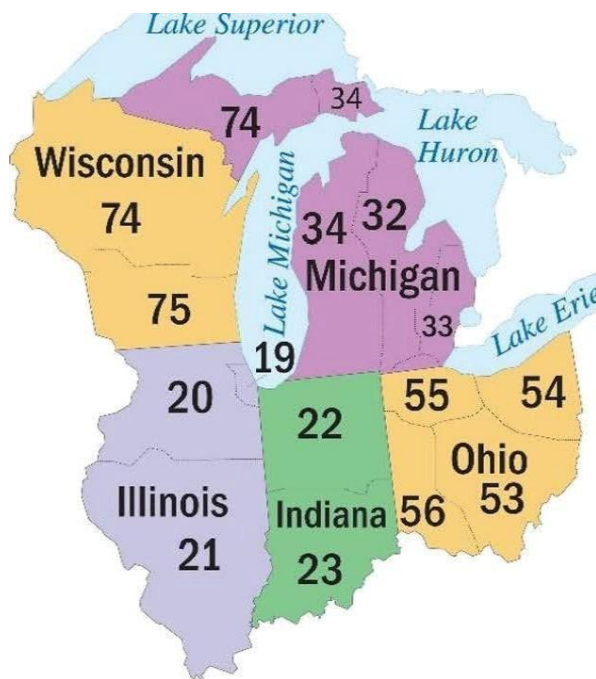 Lake Superior
34
74
Lake
Huron
Wisconsin
74
Lake Michigan
34
32
Michigan
75
33
Lake Erie
19
20
22
55
54
Ohio
53
56
Illinois
21
Indiana
23